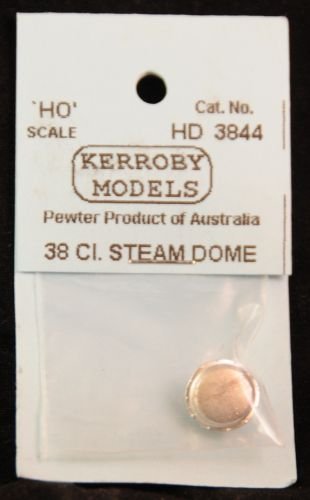 'HO' Cat. No.
SCALE HD 3844
KERROBY
MODELS
Pewter Product of Australia
38 Cl. STEAM DOME